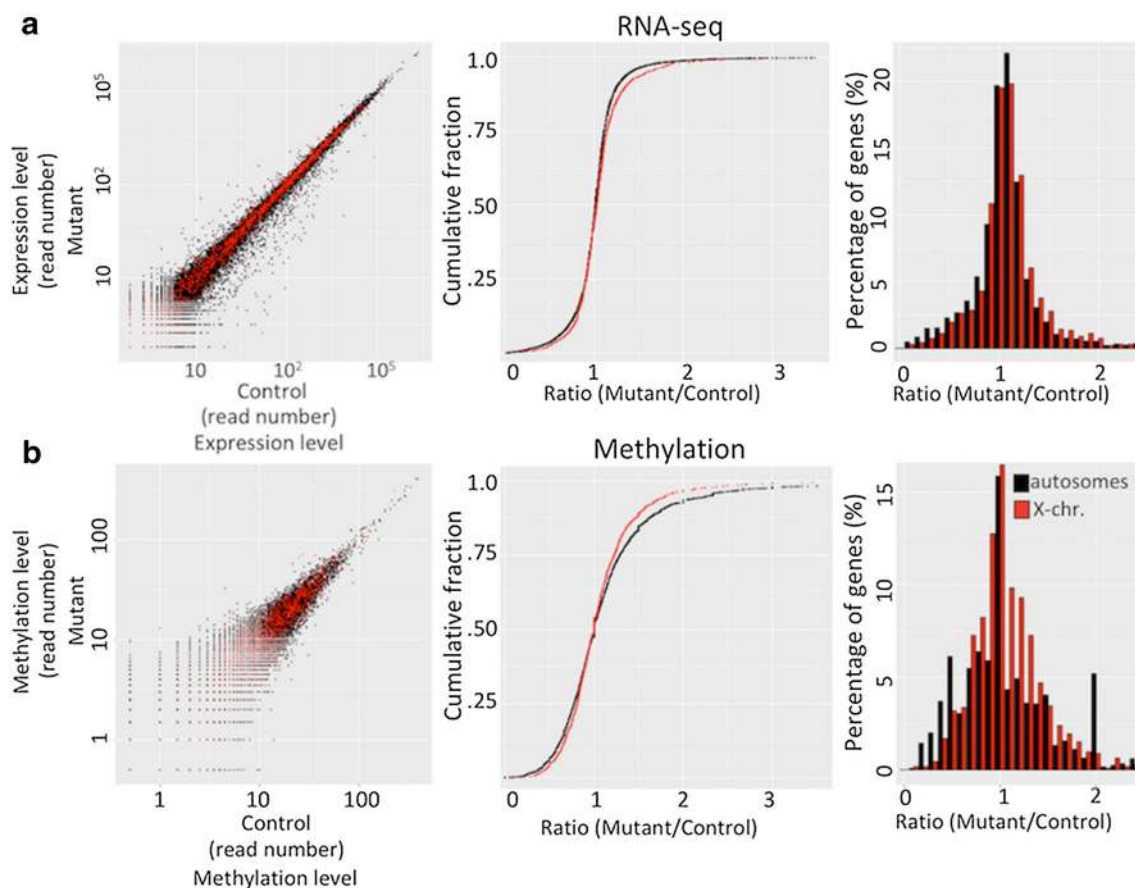 a
RNA-seq
Expression level
(read number)
Mutant
10⁵
10²
10
10
10²
10⁵
Control
(read number)
Expression level
Cumulative fraction
1.0
.75
.50
.25
0
1
2
3
Ratio (Mutant/Control)
Percentage of genes (%)
20
15
10
5
0
0
1
2
Ratio (Mutant/Control)
b
Methylation
Methylation level
(read number)
Mutant
100
10
1
1
10
100
Control
(read number)
Methylation level
Cumulative fraction
1.0
.75
.50
.25
0
1
2
3
Ratio (Mutant/Control)
Percentage of genes (%)
15
10
5
0
autosomes
X-chr.
0
1
2
Ratio (Mutant/Control)